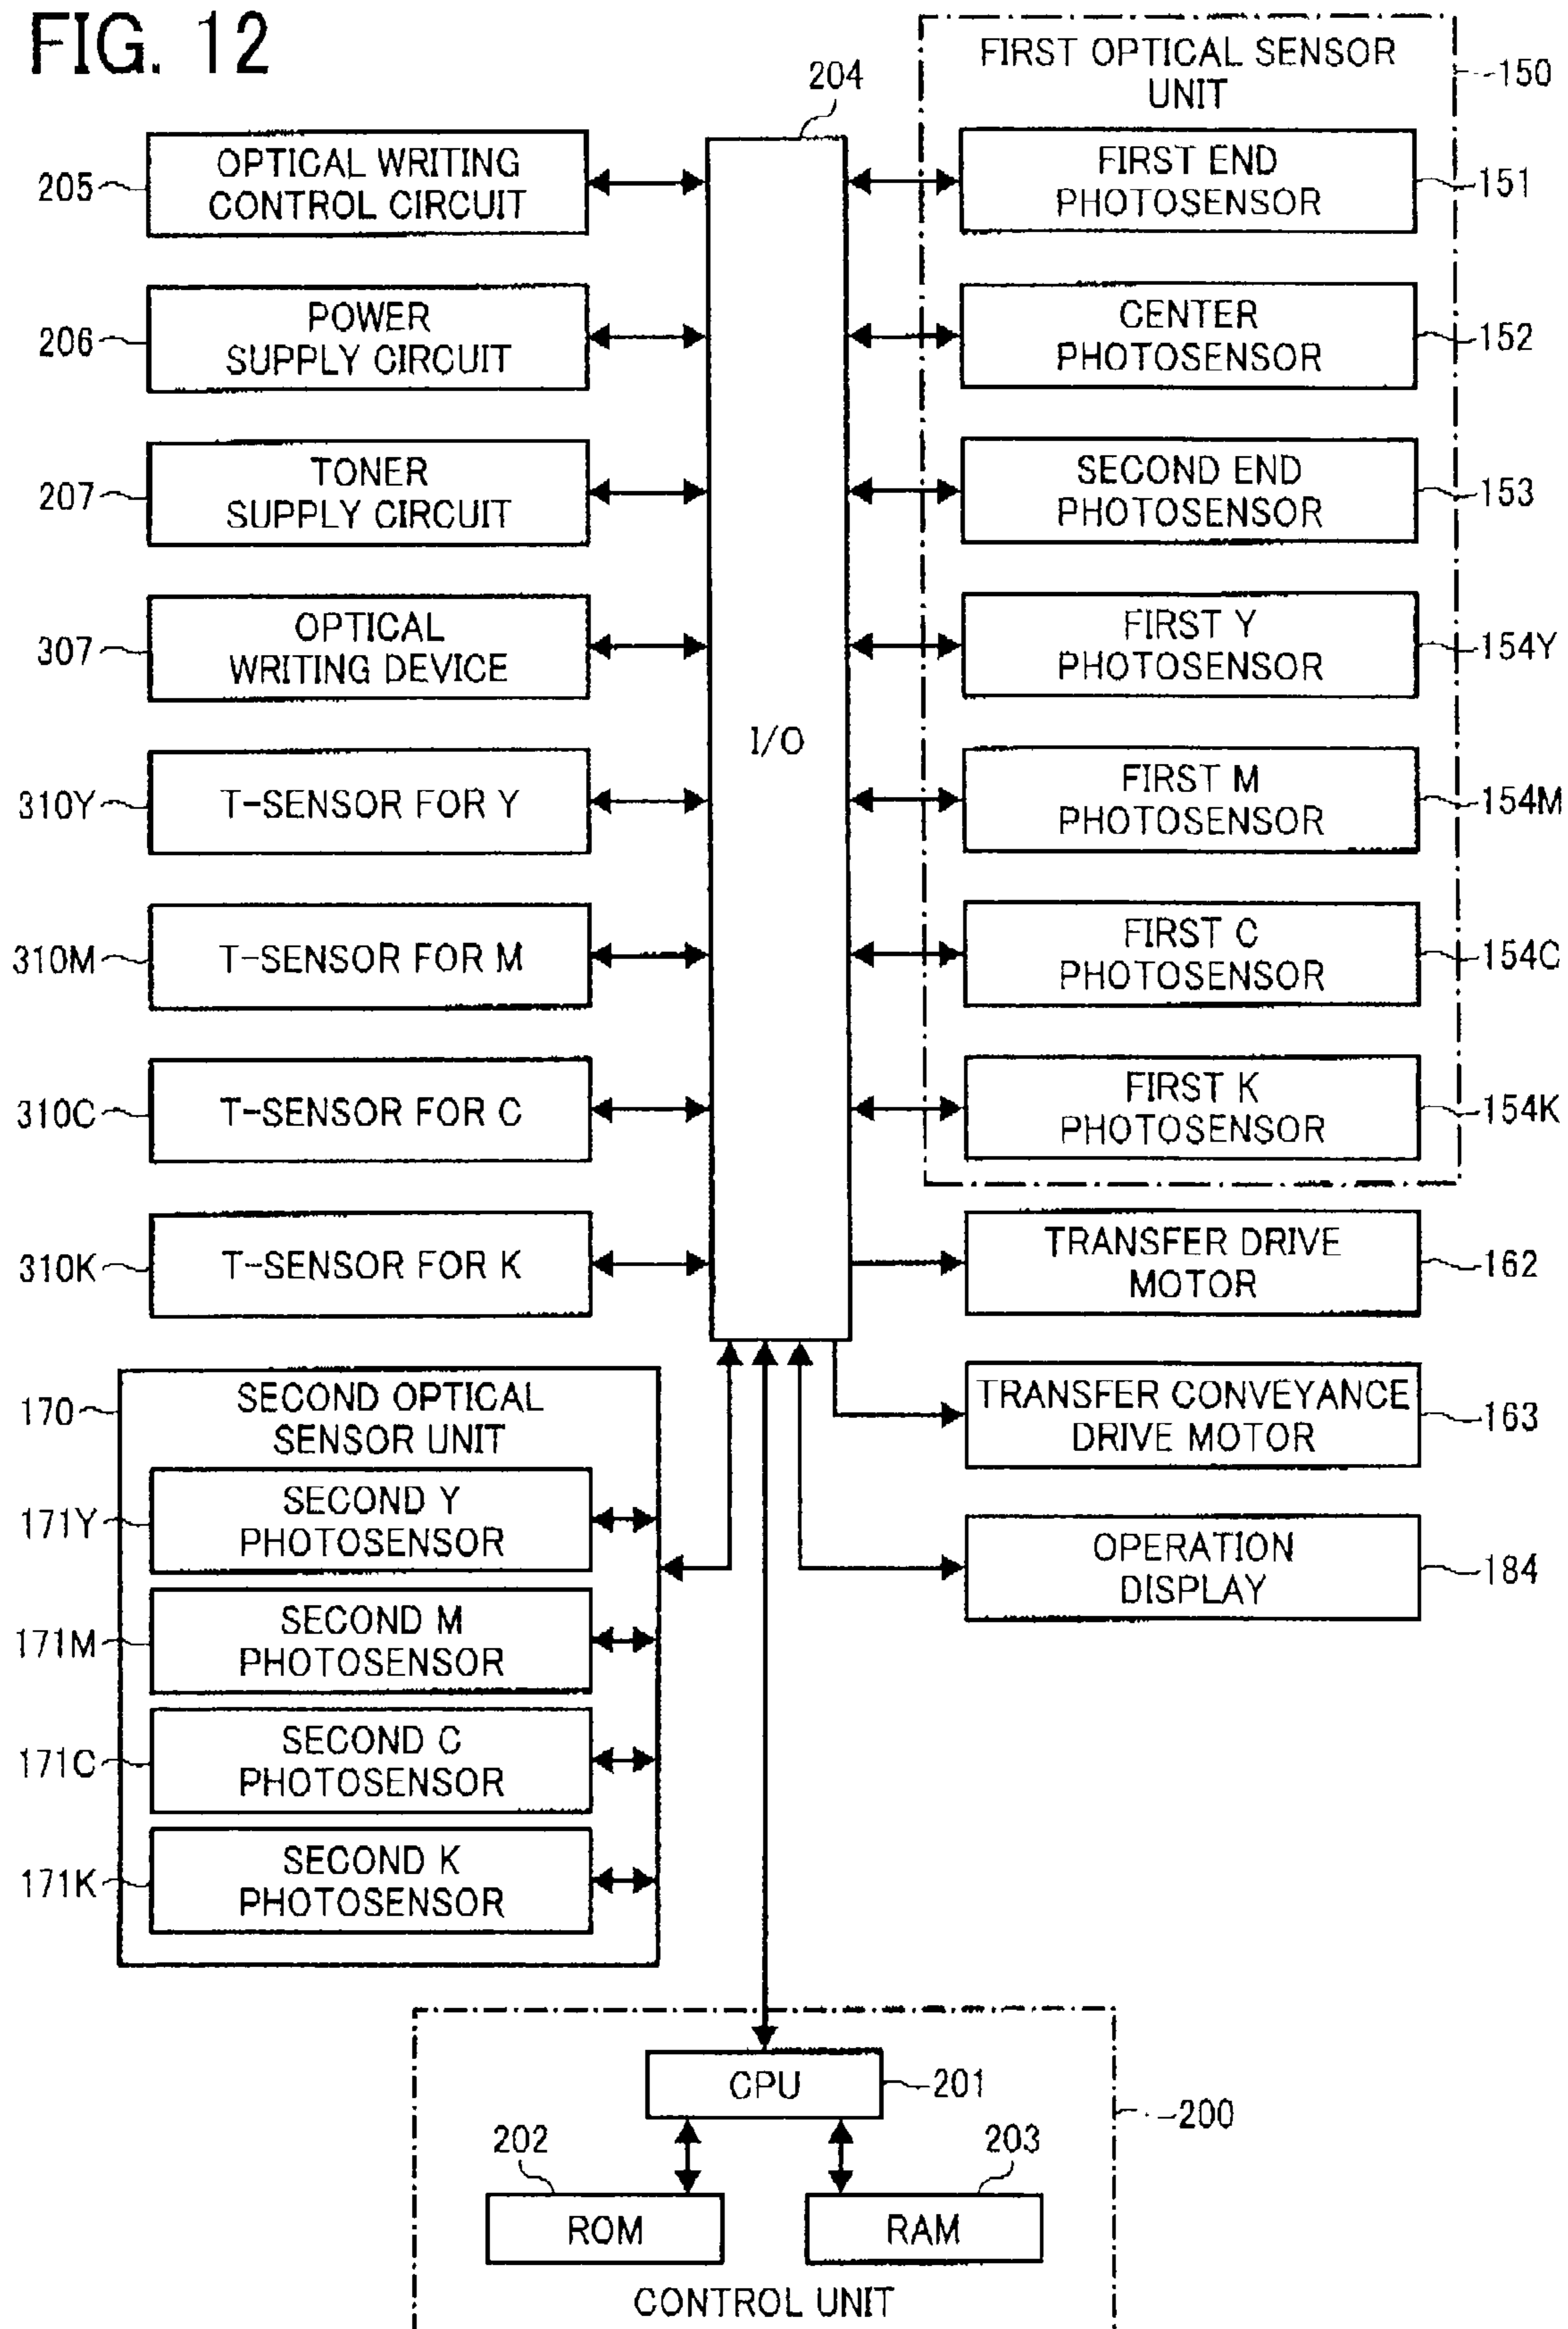 FIG. 12
204
FIRST OPTICAL SENSOR
UNIT
150
205
OPTICAL WRITING
CONTROL CIRCUIT
FIRST END
PHOTOSENSOR
151
206
POWER
SUPPLY CIRCUIT
CENTER
PHOTOSENSOR
152
207
TONER
SUPPLY CIRCUIT
SECOND END
PHOTOSENSOR
153
307
OPTICAL
WRITING DEVICE
FIRST Y
PHOTOSENSOR
154Y
I/O
310Y
T-SENSOR FOR Y
FIRST M
PHOTOSENSOR
154M
310M
T-SENSOR FOR M
FIRST C
PHOTOSENSOR
154C
310C
T-SENSOR FOR C
FIRST K
PHOTOSENSOR
154K
310K
T-SENSOR FOR K
TRANSFER DRIVE
MOTOR
162
170
SECOND OPTICAL
SENSOR UNIT
TRANSFER CONVEYANCE
DRIVE MOTOR
163
171Y
SECOND Y
PHOTOSENSOR
OPERATION
DISPLAY
184
171M
SECOND M
PHOTOSENSOR
171C
SECOND C
PHOTOSENSOR
171K
SECOND K
PHOTOSENSOR
CPU
201
200
202
203
ROM
RAM
CONTROL UNIT